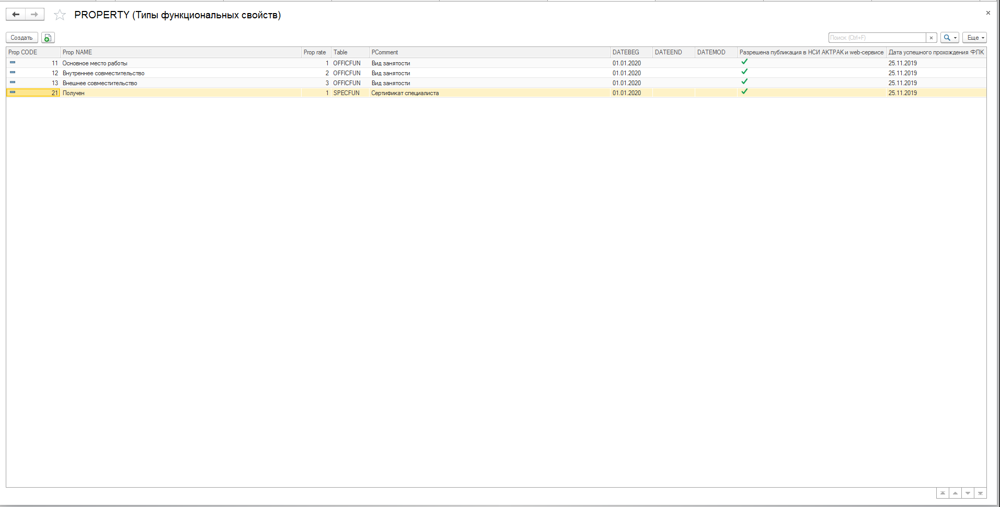 PROPERTY (Типы функциональных свойств)
Создать Поиск (Ctrl+F) Еще
Prop CODE Prop NAME Prop rate Table PComment DATEBEG DATEEND DATEMOD Разрешена публикация в НСИ АКТРАК и web-сервисе Дата успешного прохождения ФЛК
11 Основное место работы 1 OFFICFUN Вид занятости 01.01.2020 25.11.2019
12 Внутреннее совместительство 2 OFFICFUN Вид занятости 01.01.2020 25.11.2019
13 Внешнее совместительство 3 OFFICFUN Вид занятости 01.01.2020 25.11.2019
21 Получен 1 SPECFUN Сертификат специалиста 01.01.2020 25.11.2019